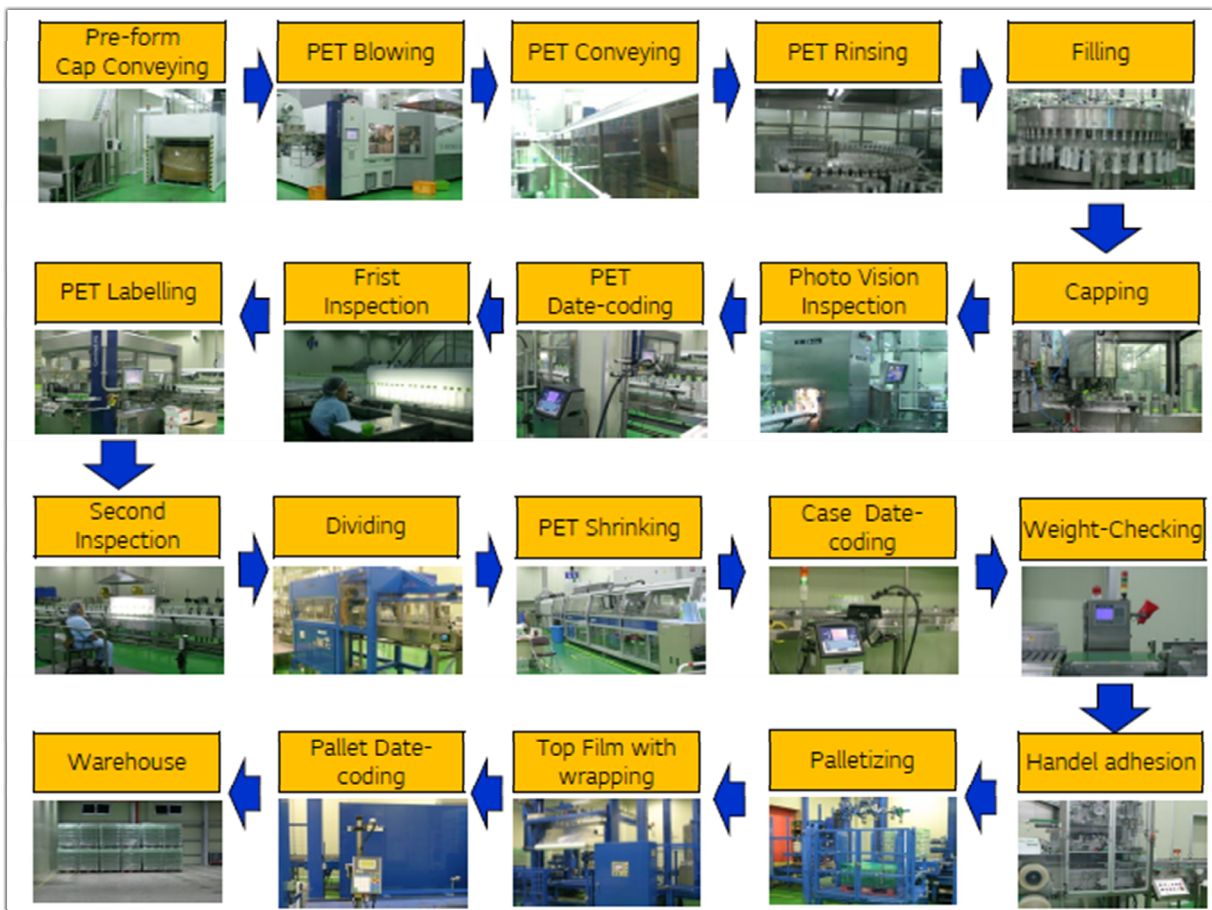 Pre-form
Cap Conveying
PET Blowing
PET Conveying
PET Rinsing
Filling
Capping
Photo Vision
Inspection
PET
Date-coding
Frist
Inspection
PET Labelling
Second
Inspection
Dividing
PET Shrinking
Case Date-
coding
Weight-Checking
Handel adhesion
Palletizing
Top Film with
wrapping
Pallet Date-
coding
Warehouse